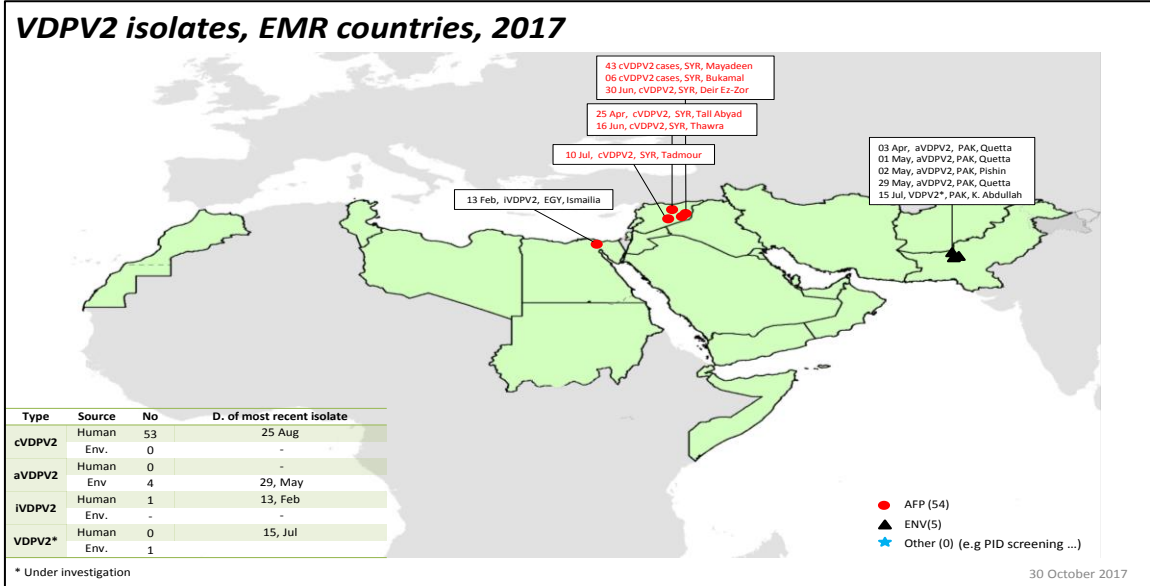 VDPV2 isolates, EMR countries, 2017
43 cVDPV2 cases, SYR, Mayadeen
06 cVDPV2 cases, SYR, Bukamal
30 Jun, cVDPV2, SYR, Deir Ez-Zor
25 Apr, cVDPV2, SYR, Tall Abyad
16 Jun, cVDPV2, SYR, Thawra
10 Jul, cVDPV2, SYR, Tadmour
13 Feb, iVDPV2, EGY, Ismailia
03 Apr, aVDPV2, PAK, Quetta
01 May, aVDPV2, PAK, Quetta
02 May, aVDPV2, PAK, Pishin
29 May, aVDPV2, PAK, Quetta
15 Jul, VDPV2*, PAK, K. Abdullah
Type Source No D. of most recent isolate
cVDPV2 Human 53 25 Aug
Env. 0 -
aVDPV2 Human 0 -
Env 4 29, May
iVDPV2 Human 1 13, Feb
Env. - -
VDPV2* Human 0 15, Jul
Env. 1
* Under investigation
AFP (54)
ENV(5)
Other (0) (e.g PID screening ...)
30 October 2017